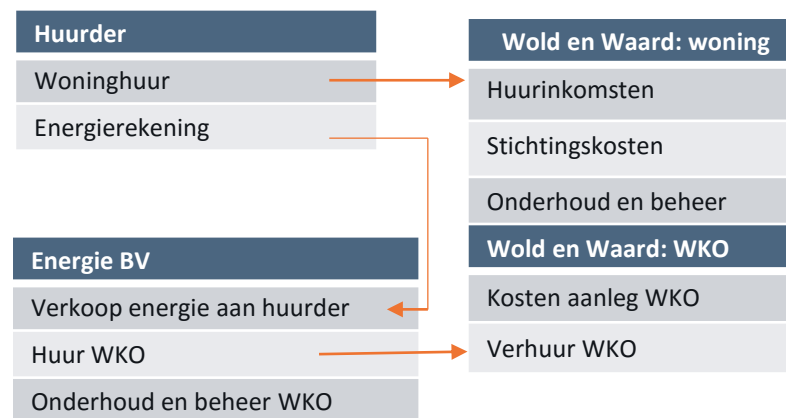 Huurder
Woninghuur
Energierekening
Wold en Waard: woning
Huurinkomsten
Stichtingskosten
Onderhoud en beheer
Wold en Waard: WKO
Kosten aanleg WKO
Verhuur WKO
Energie BV
Verkoop energie aan huurder
Huur WKO
Onderhoud en beheer WKO